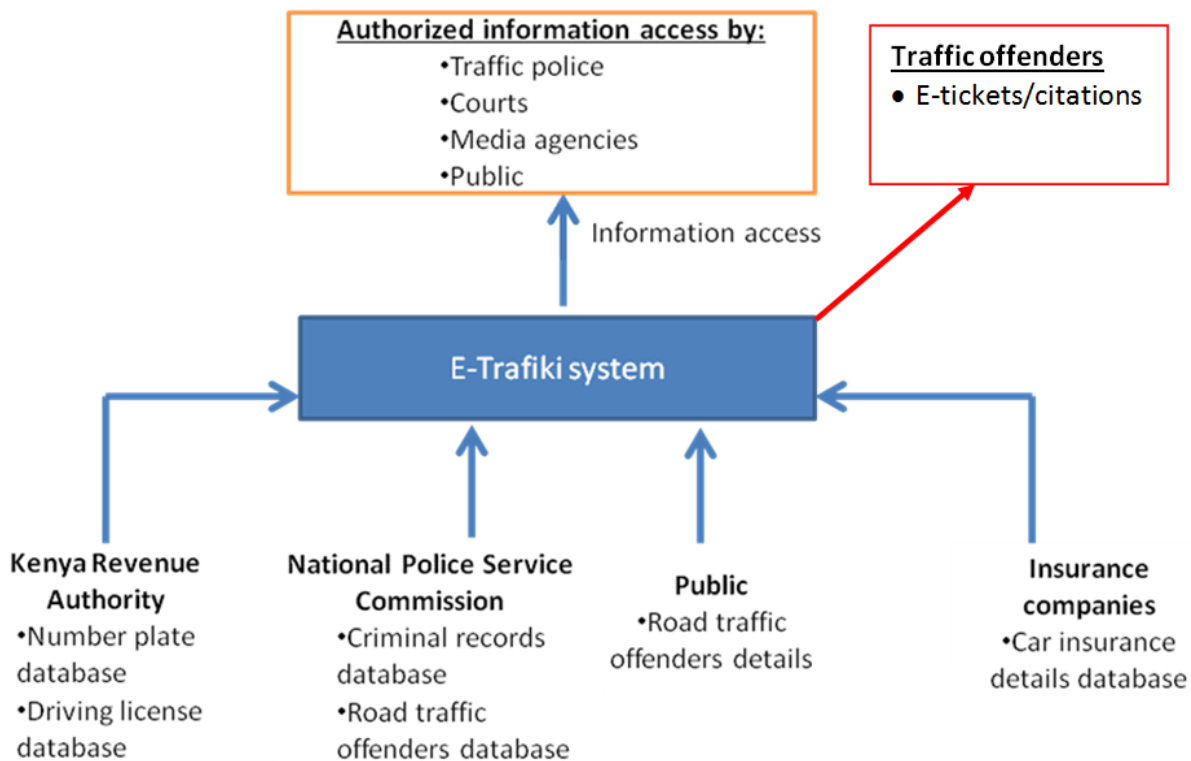 Authorized information access by:
•Traffic police
•Courts
•Media agencies
•Public
Traffic offenders
• E-tickets/citations
Information access
E-Trafiki system
Kenya Revenue
Authority
•Number plate
database
•Driving license
database
National Police Service
Commission
•Criminal records
database
•Road traffic
offenders database
Public
•Road traffic
offenders details
Insurance
companies
•Car insurance
details database